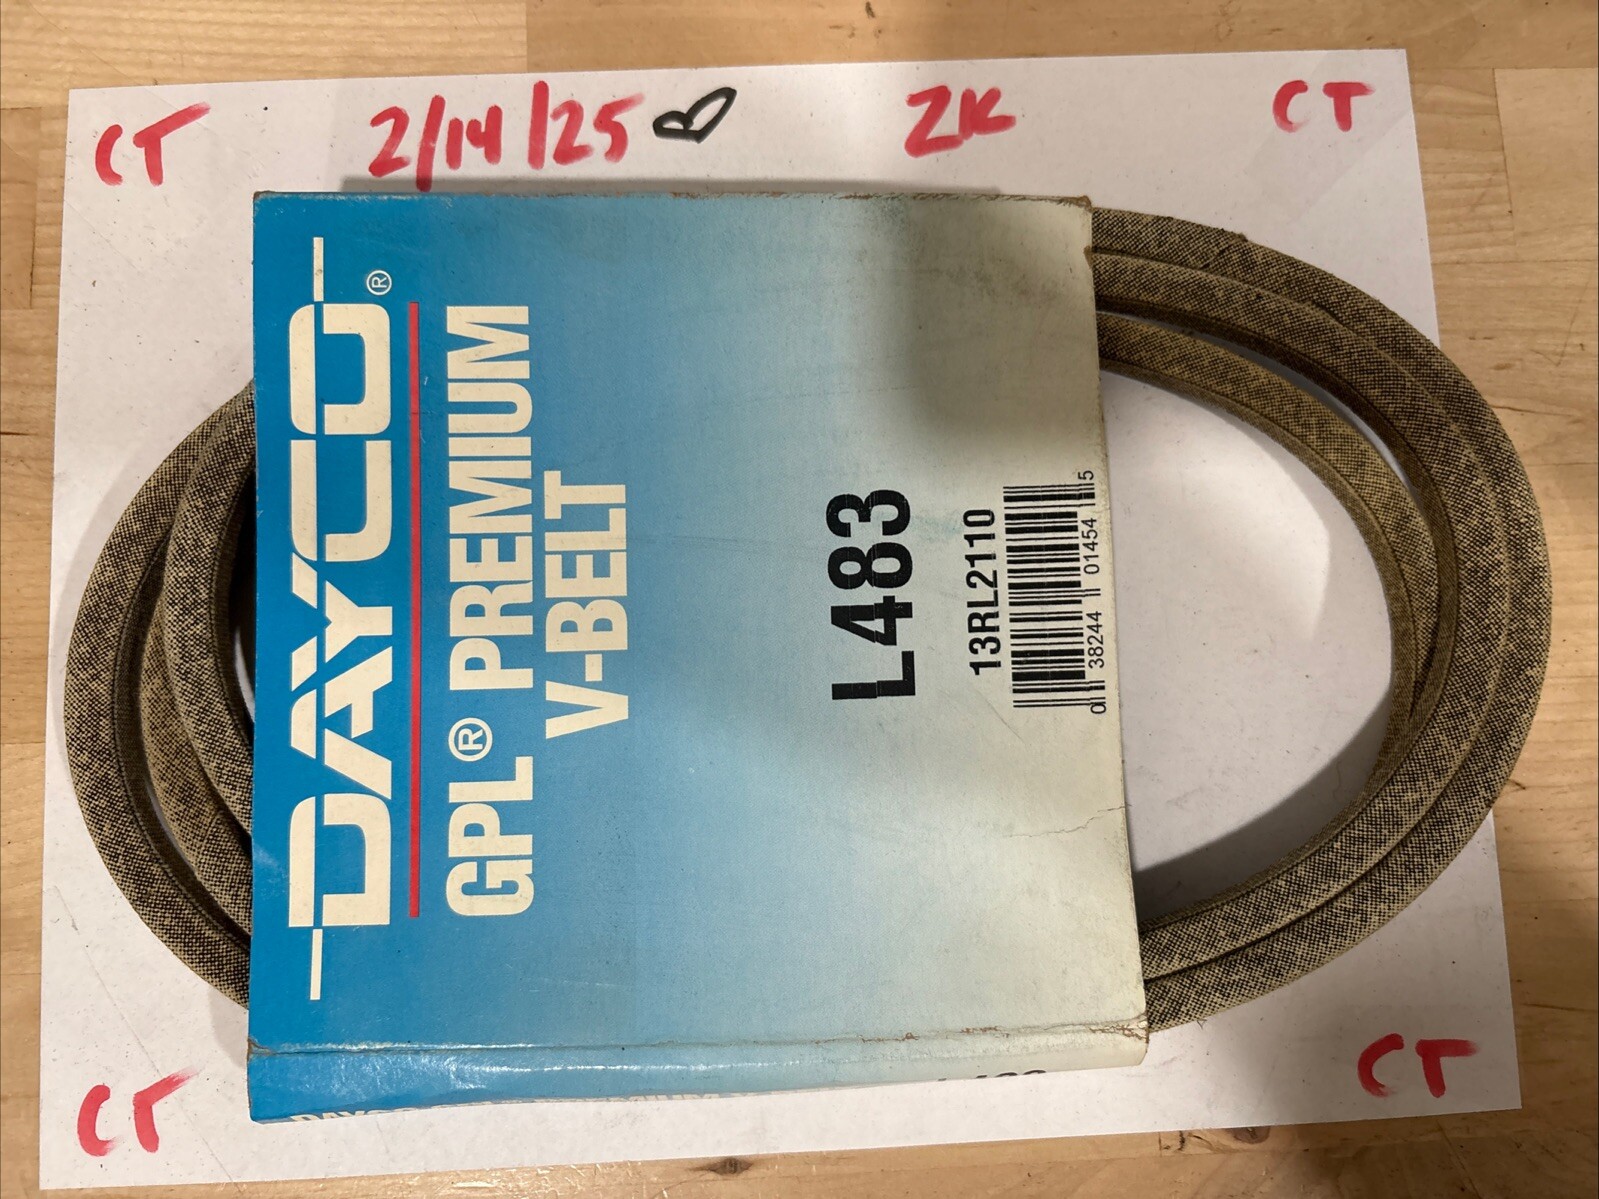 CT 2/14/25 B ZK CT
DAYCO®
GPL® PREMIUM
V-BELT
L483
13RL2110
0 38244 01454 5
CT CT